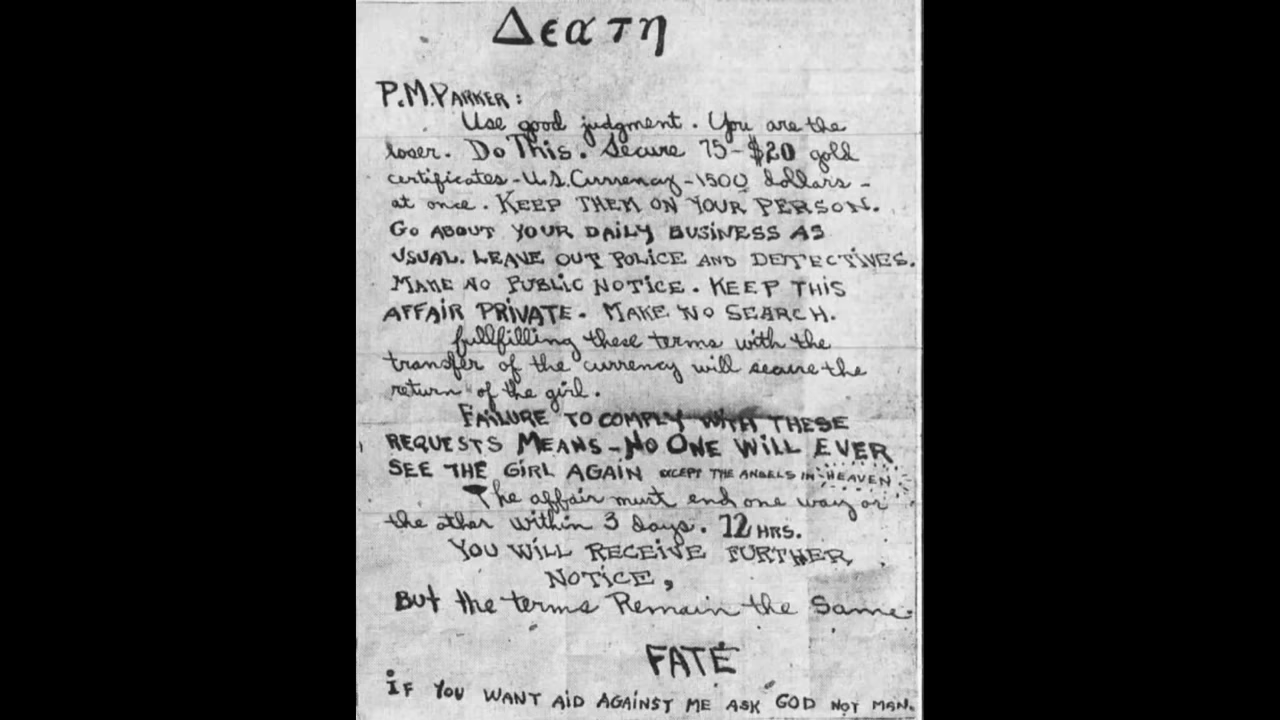 Δεατη
P.M.PARKER:
Use good judgment. You are the
loser. Do This. Secure 75-$20 gold
certificates-U.S.Currency-1500 dollars-
at once. KEEP THEM ON YOUR PERSON.
GO ABOUT YOUR DAILY BUSINESS AS
USUAL. LEAVE OUT POLICE AND DETECTIVES.
MAKE NO PUBLIC NOTICE. KEEP THIS
AFFAIR PRIVATE. MAKE NO SEARCH.
fullfilling these terms with the
transfer of the currency will secure the
return of the girl.
FAILURE TO COMPLY WITH THESE
REQUESTS MEANS-NO ONE WILL EVER
SEE THE GIRL AGAIN EXCEPT THE ANGELS IN HEAVEN
The affair must end one way or
the other within 3 days. 72 HRS.
YOU WILL RECEIVE FURTHER
NOTICE,
BUT the terms Remain the Same.
FATE
IF YOU WANT AID AGAINST ME ASK GOD NOT MAN.